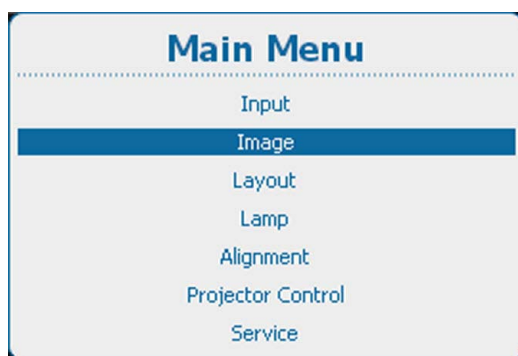 Main Menu
Input
Image
Layout
Lamp
Alignment
Projector Control
Service